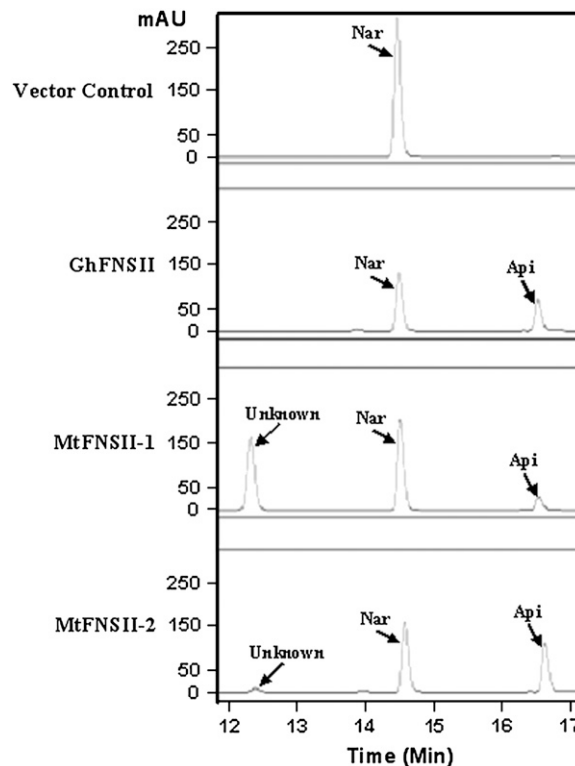 mAU
250
150
50
0
Vector Control
Nar
250
150
50
0
GhFNSII
Nar
Api
250
150
50
0
MtFNSII-1
Unknown
Nar
Api
250
150
50
0
MtFNSII-2
Unknown
Nar
Api
12 13 14 15 16 17
Time (Min)